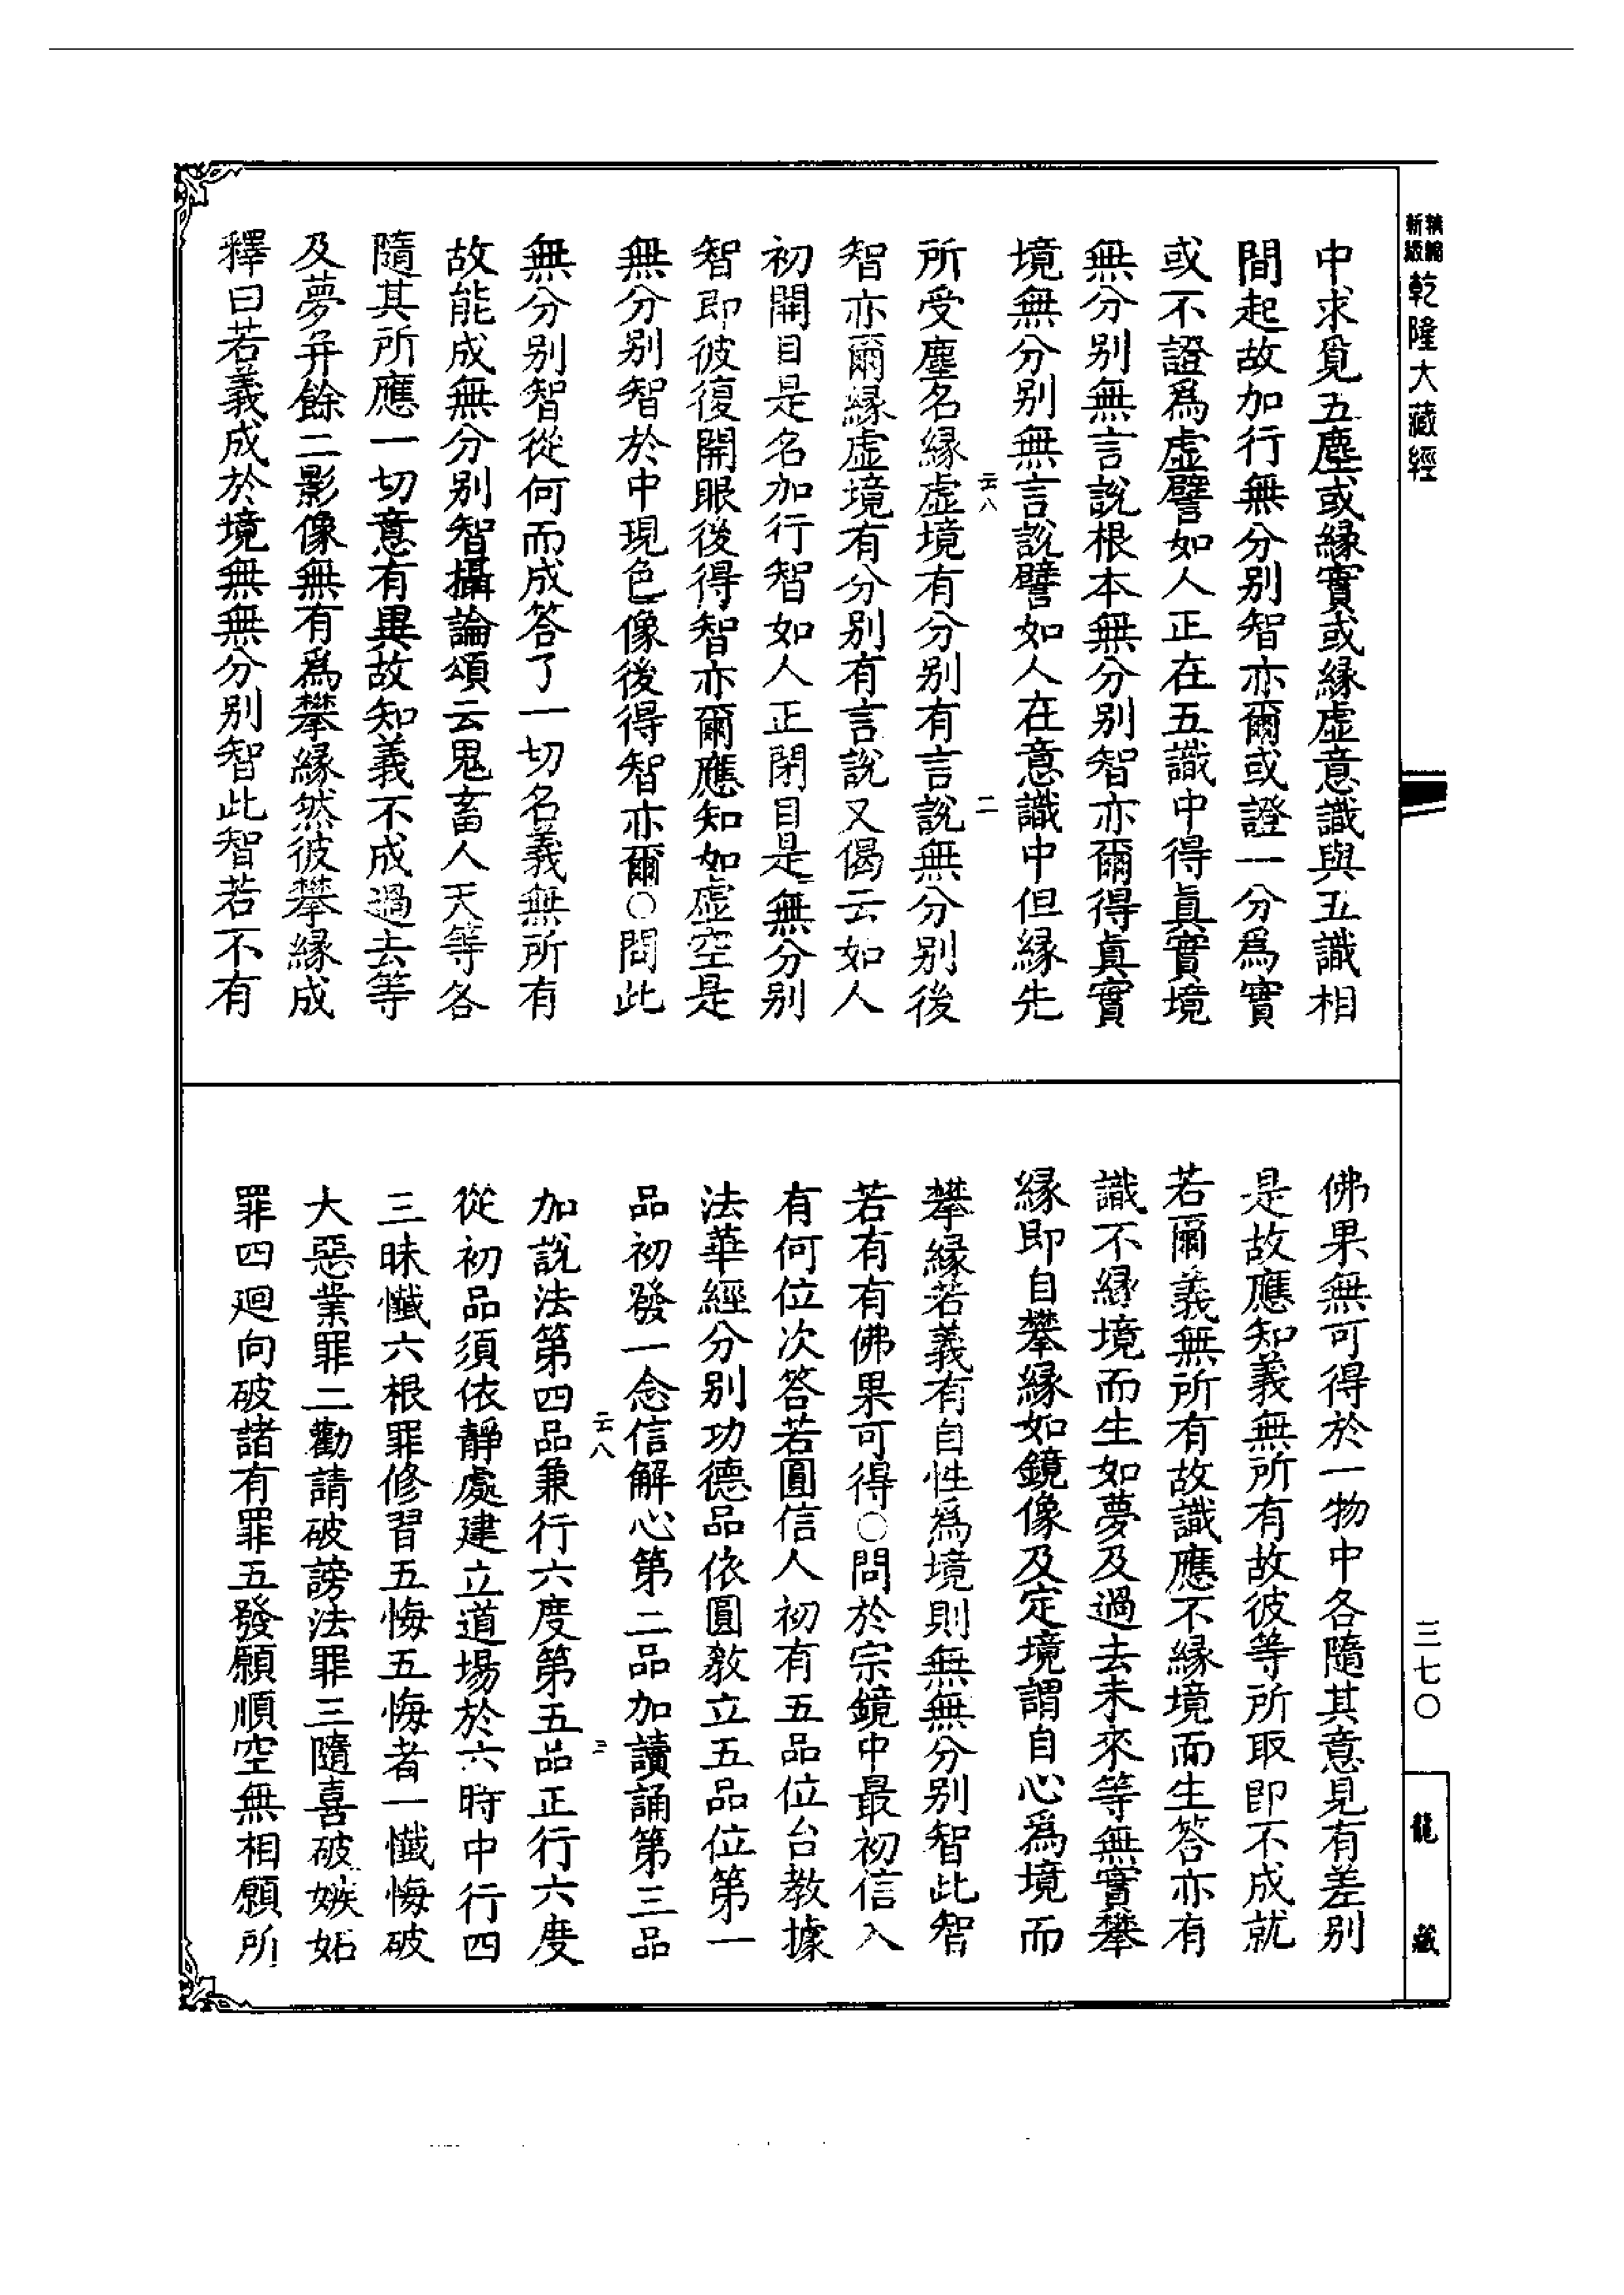 精縮
新版
乾隆大藏經
中求覓五塵或緣實或緣虛意識與五識相
間起故加行無分別智亦爾或證一分爲實
或不證爲虛譬如人正在五識中得眞實境
無分別無言說根本無分別智亦爾得眞實
境無分別無言說譬如人在意識中但緣先
云八
二
所受塵名緣虛境有分別有言說無分別後
智亦爾緣虛境有分別有言說又偈云如人
初開目是名加行智如人正閉目是無分別
智即彼復開眼後得智亦爾應知如虛空是
無分別智於中現色像後得智亦爾〇問此
無分別智從何而成答了一切名義無所有
故能成無分別智攝論頌云鬼畜人天等各
隨其所應一切意有異故知義不成過去等
及夢并餘二影像無有爲攀緣然彼攀緣成
釋曰若義成於境無無分別智此智若不有
佛果無可得於一物中各隨其意見有差別
是故應知義無所有故彼等所取即不成就
若爾義無所有故識應不緣境而生答亦有
識不緣境而生如夢及過去未來等無實攀
緣即自攀緣如鏡像及定境謂自心爲境而
攀緣若義有自性爲境則無無分別智此智
若有有佛果可得〇問於宗鏡中最初信入
有何位次答若圓信人初有五品位台教據
法華經分別功德品依圓教立五品位第一
品初發一念信解心第二品加讀誦第三品
云八
三
加說法第四品兼行六度第五品正行六度
從初品須依靜處建立道場於六時中行四
三昧懺六根罪修習五悔五悔者一懺悔破
大惡業罪二勸請破謗法罪三隨喜破嫉妬
罪四迴向破諸有罪五發願順空無相願所
三七〇
龍藏